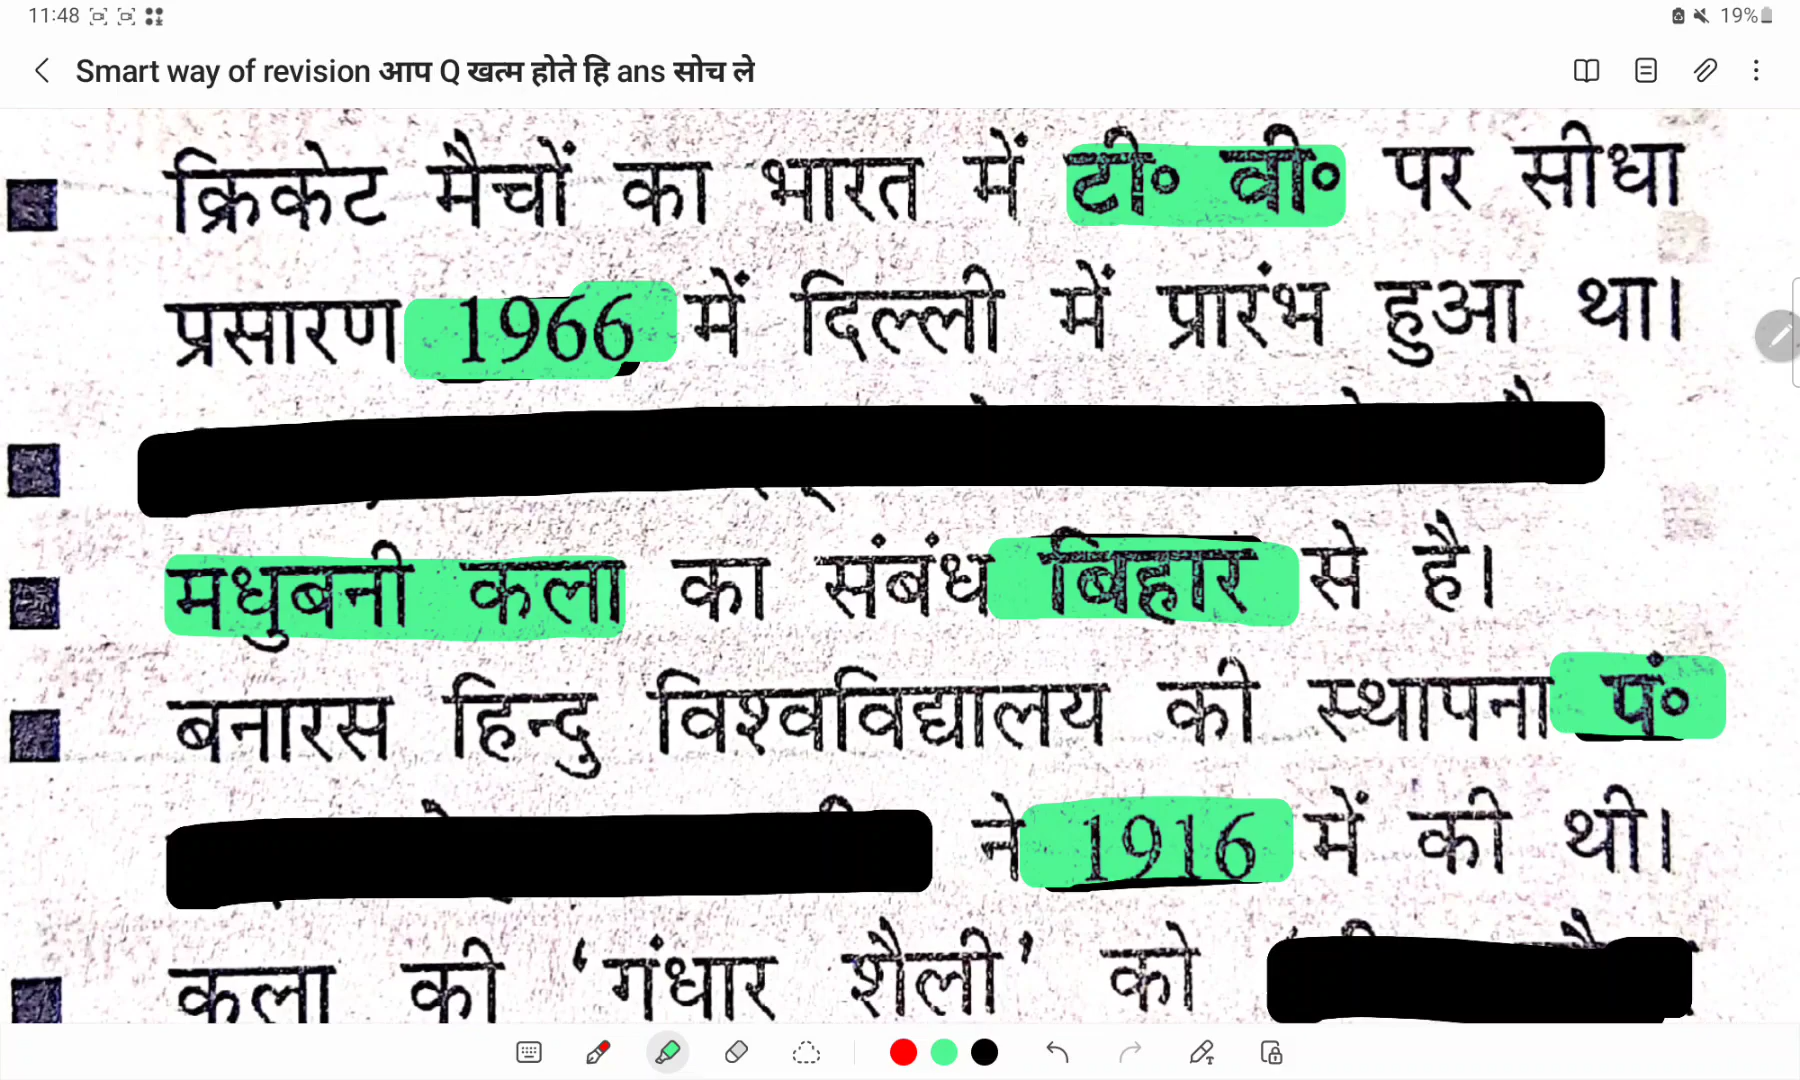 11:48
19%
Smart way of revision आप Q खत्म होते हि ans सोच ले
क्रिकेट मैचों का भारत में टी० वी० पर सीधा
प्रसारण 1966 में दिल्ली में प्रारंभ हुआ था।
मधुबनी कला का संबंध बिहार से है।
बनारस हिन्दु विश्वविद्यालय की स्थापना पं०
ने 1916 में की थी।
कला की ‘गंधार शैली’ को